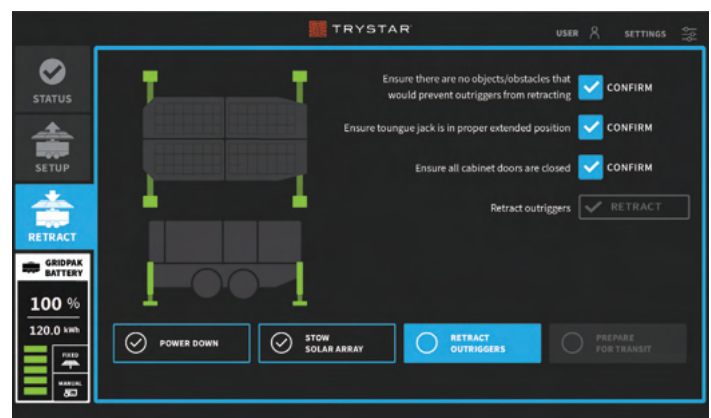 TRYSTAR
USER
SETTINGS
STATUS
SETUP
RETRACT
GRIDPAK
BATTERY
100 %
120.0 kWh
FIXED
MANUAL
Ensure there are no objects/obstacles that
would prevent outriggers from retracting
CONFIRM
Ensure toungue jack is in proper extended position
CONFIRM
Ensure all cabinet doors are closed
CONFIRM
Retract outriggers
RETRACT
POWER DOWN
STOW
SOLAR ARRAY
RETRACT
OUTRIGGERS
PREPARE
FOR TRANSIT